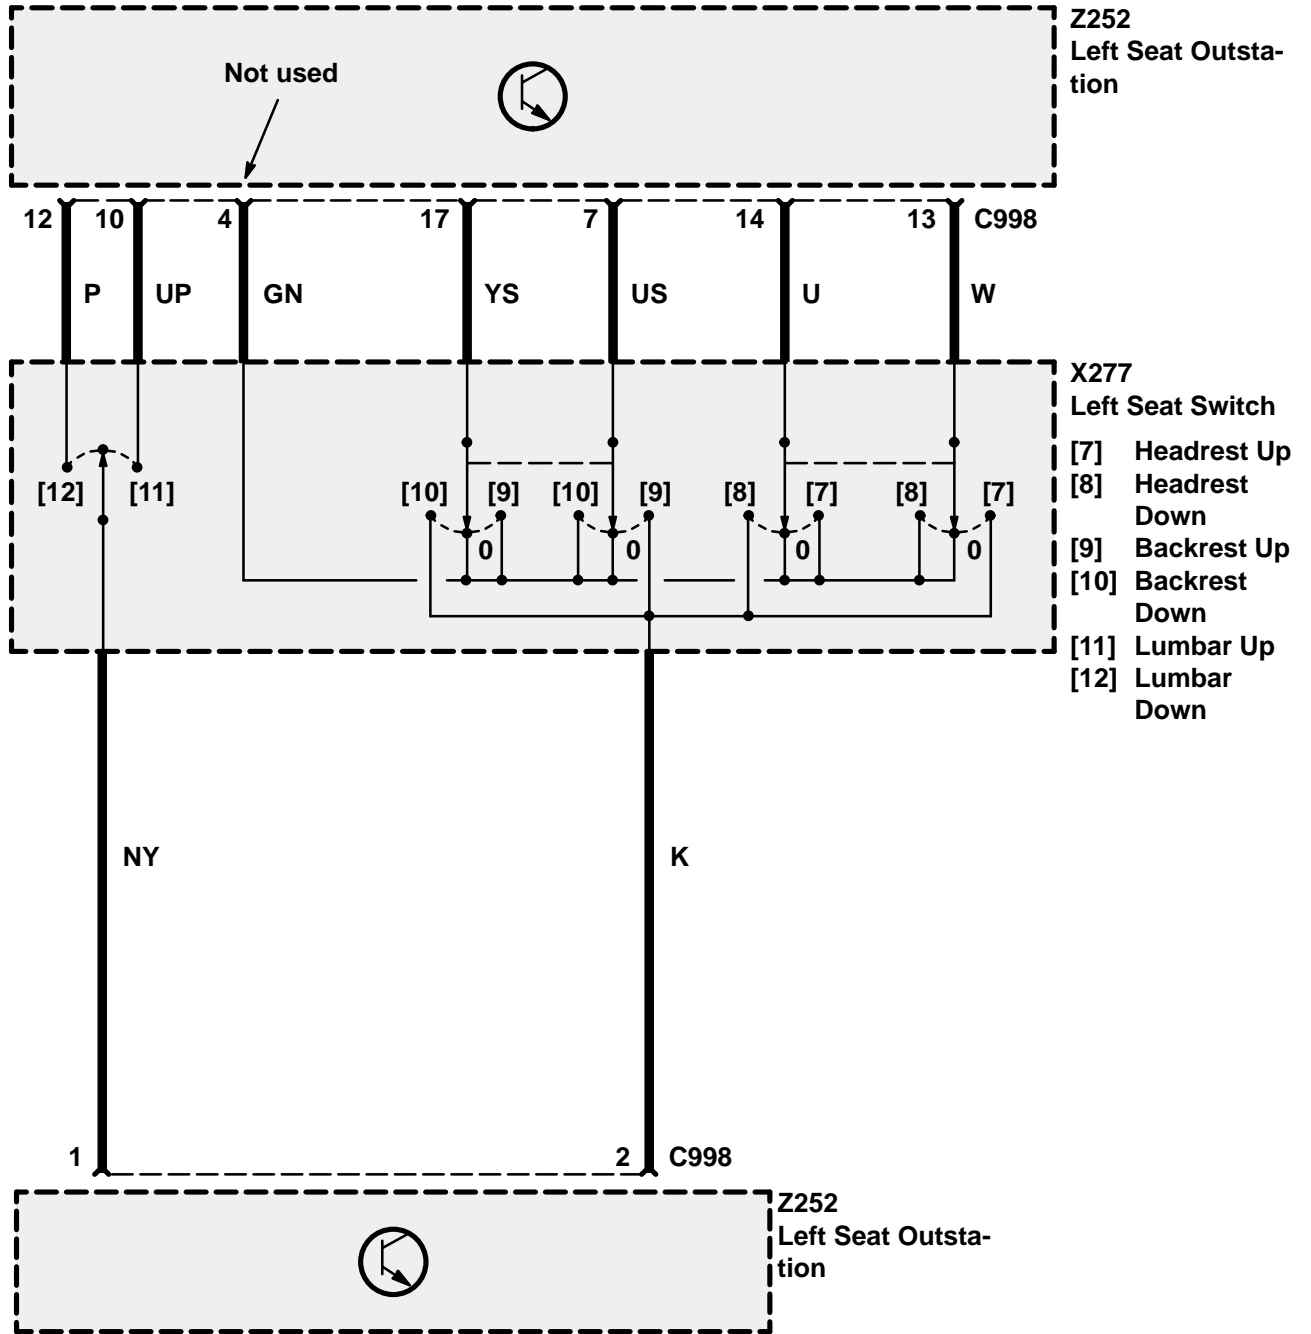 Z252
Left Seat Outsta-
tion
Not used
12 10 4 17 7 14 13 C998
P UP GN YS US U W
X277
Left Seat Switch
[7] Headrest Up
[8] Headrest
Down
[9] Backrest Up
[10] Backrest
Down
[11] Lumbar Up
[12] Lumbar
Down
[12] [11] [10] [9] [10] [9] [8] [7] [8] [7]
0 0 0 0
NY K
1 2 C998
Z252
Left Seat Outsta-
tion